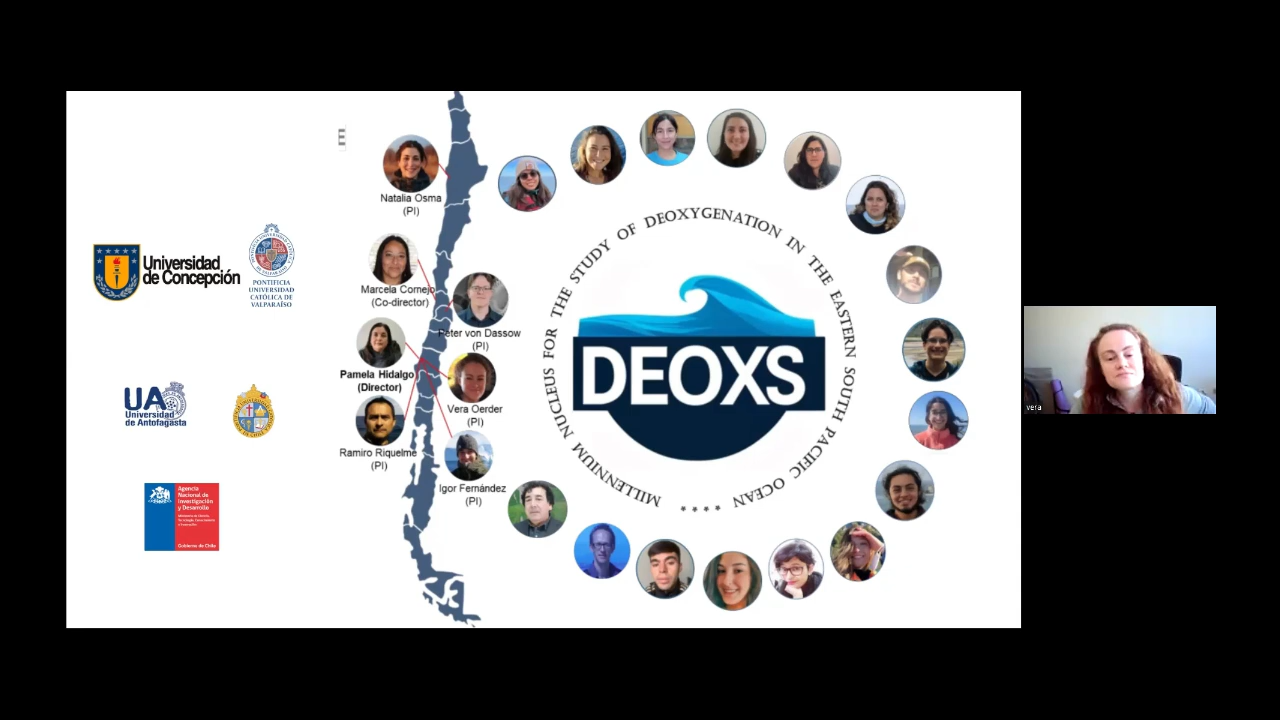 E
Natalia Osma
(PI)
Marcela Cornejo
(Co-director)
Peter von Dassow
(PI)
Pamela Hidalgo
(Director)
Vera Oerder
(PI)
Ramiro Riquelme
(PI)
Igor Fernández
(PI)
Universidad
de Concepción
PONTIFICIA
UNIVERSIDAD
CATÓLICA DE
VALPARAÍSO
UA
Universidad
de Antofagasta
Agencia
Nacional de
Investigación
y Desarrollo
Gobierno de Chile
MILLENNIUM NUCLEUS FOR THE STUDY OF DEOXYGENATION IN THE EASTERN SOUTH PACIFIC OCEAN ****
DEOXS
vera